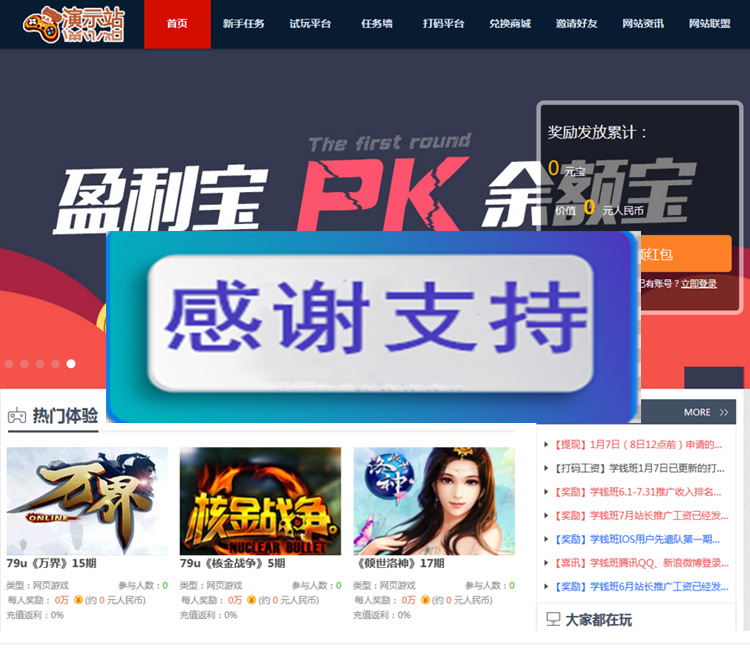 演示站
首页 新手任务 试玩平台 任务墙 打码平台 兑换商城 邀请好友 网站资讯 网站联盟
The first round
盈利宝 PK 余额宝
奖励发放累计：
0 元宝
价值 0 元人民币
领红包
已有账号？立即登录
感谢支持
热门体验
MORE
万界
ONLINE
79u《万界》15期
类型：网页游戏 参与人数：0
每人奖励： 0万 (约 0 元人民币)
充值返利：0%
核金战争
NUCLEAR BULLET
79u《核金战争》5期
类型：网页游戏 参与人数：0
每人奖励： 0万 (约 0 元人民币)
充值返利：0%
洛神
《倾世洛神》17期
类型：网页游戏 参与人数：0
每人奖励： 0万 (约 0 元人民币)
充值返利：0%
【提现】1月7日（8日12点前）申请的...
【打码工资】学钱班1月7日已更新的打...
【奖励】学钱班6.1-7.31推广收入排名...
【奖励】学钱班7月站长推广工资已经发...
【奖励】学钱班IOS用户先遣队第一期...
【喜讯】学钱班腾讯QQ、新浪微博登录...
【奖励】学钱班6月站长推广工资已经发...
大家都在玩